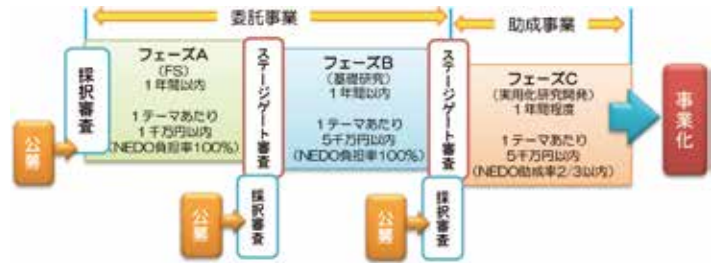 委託事業
助成事業
公募
採択審査
フェーズA
(FS)
1年間以内
1テーマあたり
1千万円以内
(NEDO負担率100%)
ステージゲート審査
公募
採択審査
フェーズB
(基礎研究)
1年間以内
1テーマあたり
5千万円以内
(NEDO負担率100%)
ステージゲート審査
公募
採択審査
フェーズC
(実用化研究開発)
1年間程度
1テーマあたり
5千万円以内
(NEDO助成率2/3以内)
事業化